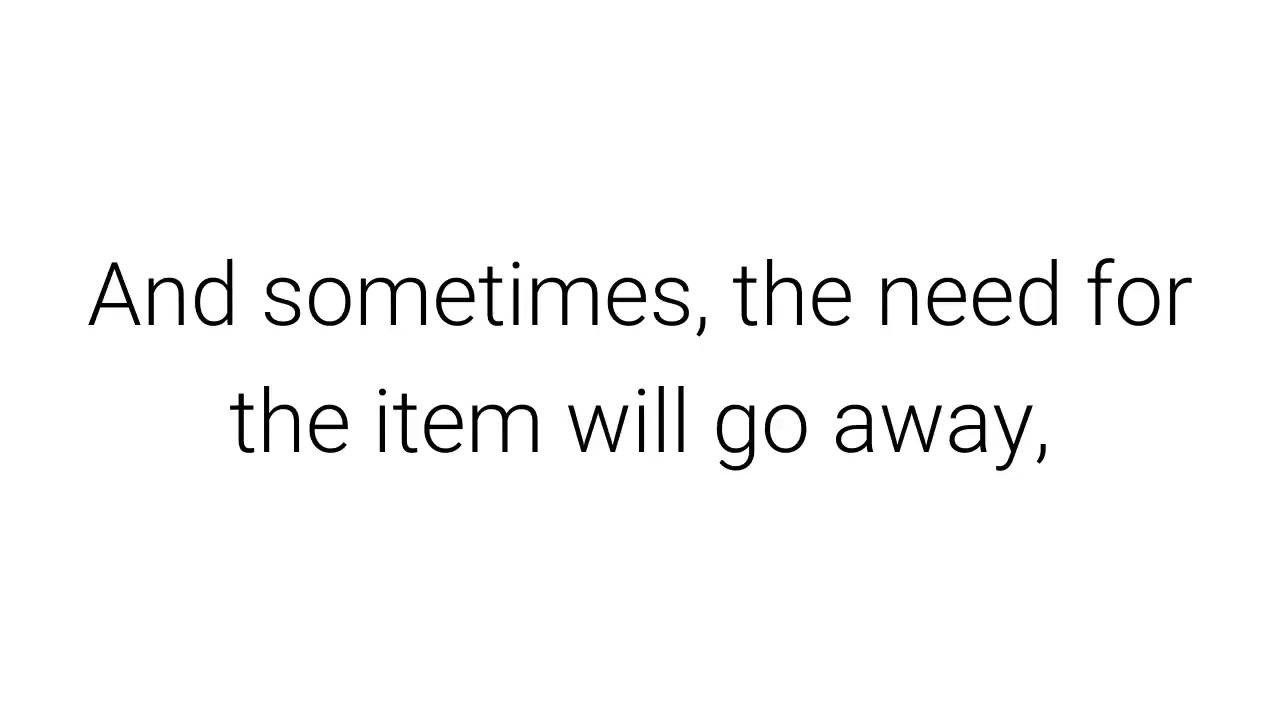 And sometimes, the need for
the item will go away,